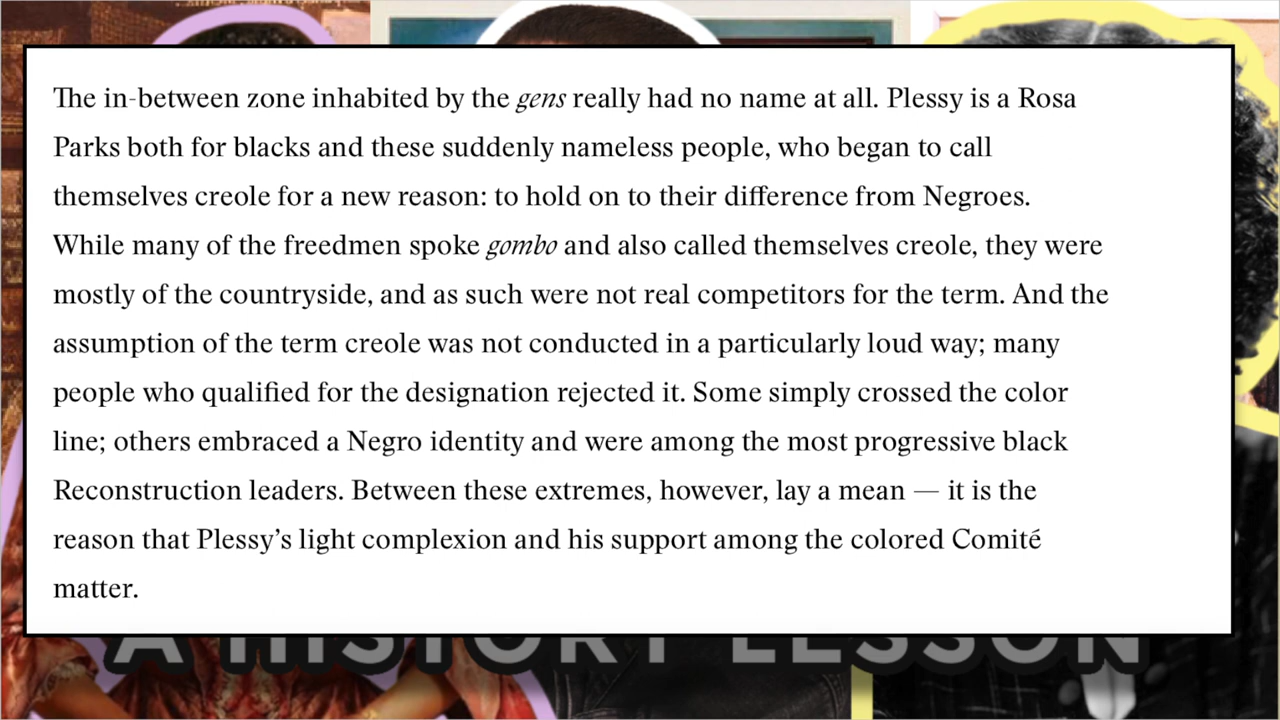 The in-between zone inhabited by the gens really had no name at all. Plessy is a Rosa
Parks both for blacks and these suddenly nameless people, who began to call
themselves creole for a new reason: to hold on to their difference from Negroes.
While many of the freedmen spoke gombo and also called themselves creole, they were
mostly of the countryside, and as such were not real competitors for the term. And the
assumption of the term creole was not conducted in a particularly loud way; many
people who qualified for the designation rejected it. Some simply crossed the color
line; others embraced a Negro identity and were among the most progressive black
Reconstruction leaders. Between these extremes, however, lay a mean — it is the
reason that Plessy’s light complexion and his support among the colored Comité
matter.
A HISTORY LESSON